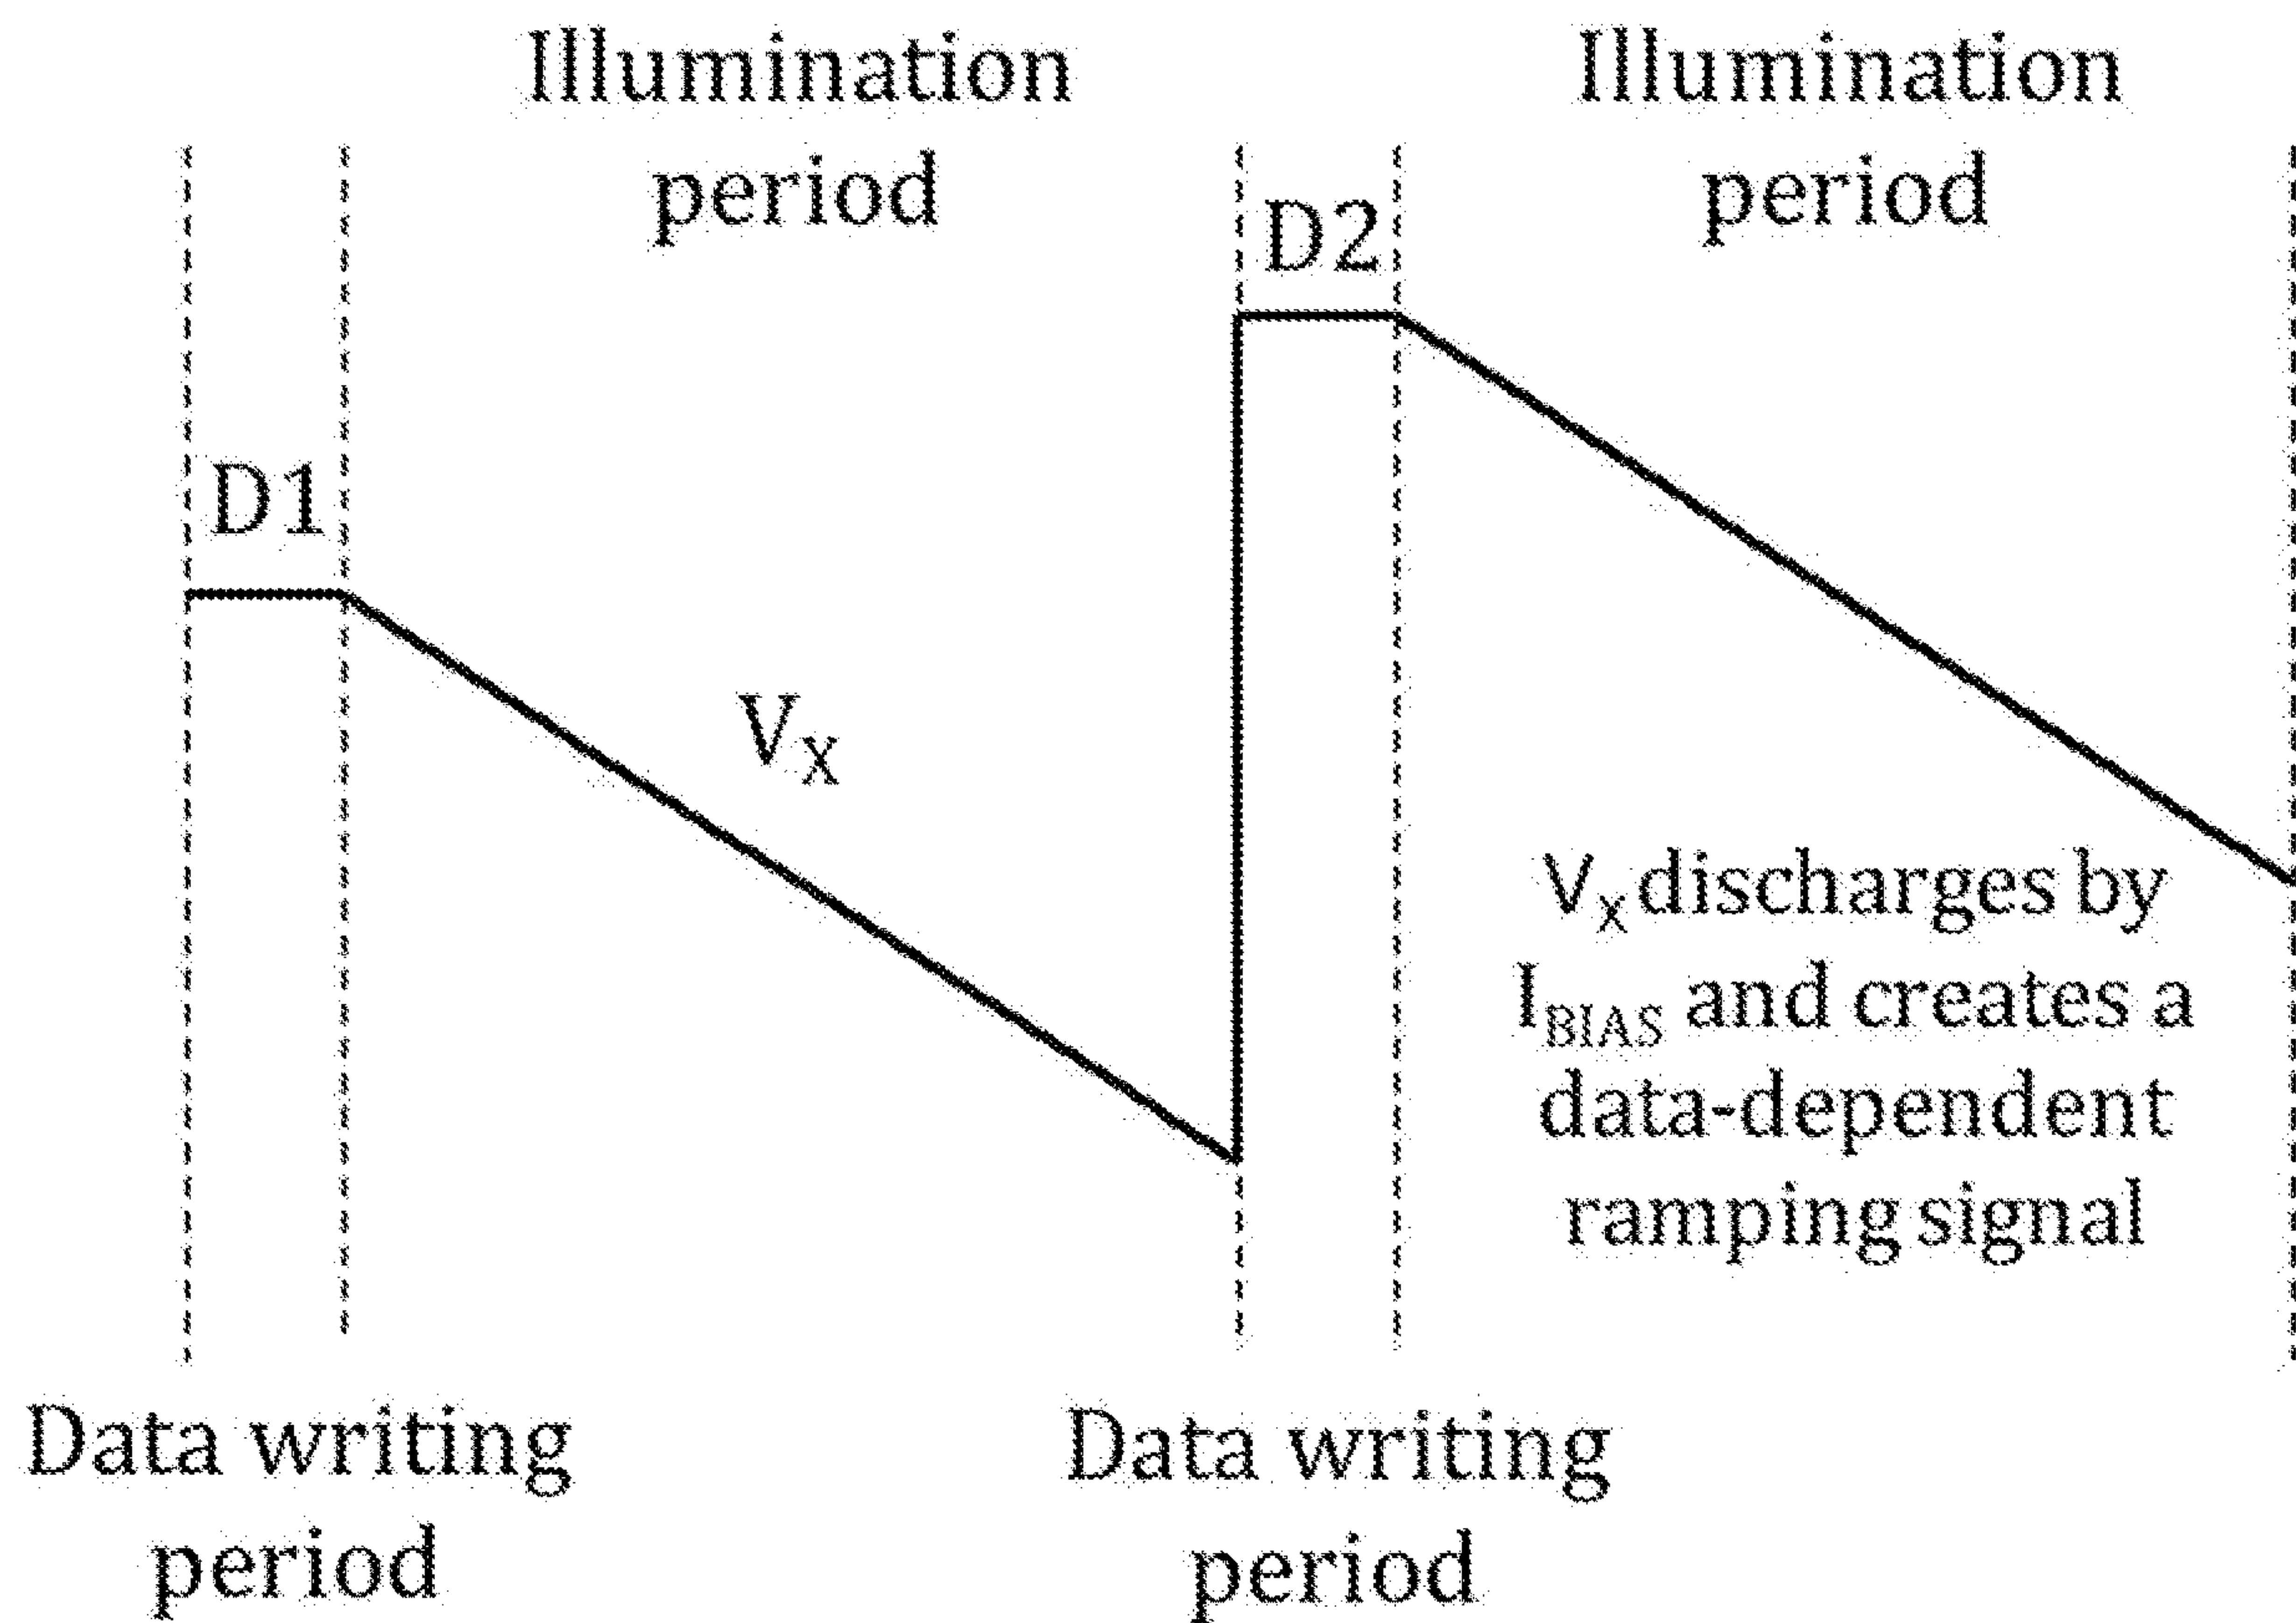 Illumination
period
Illumination
period
D2
D1
VX
VX discharges by
IBIAS and creates a
data-dependent
ramping signal
Data writing
period
Data writing
period